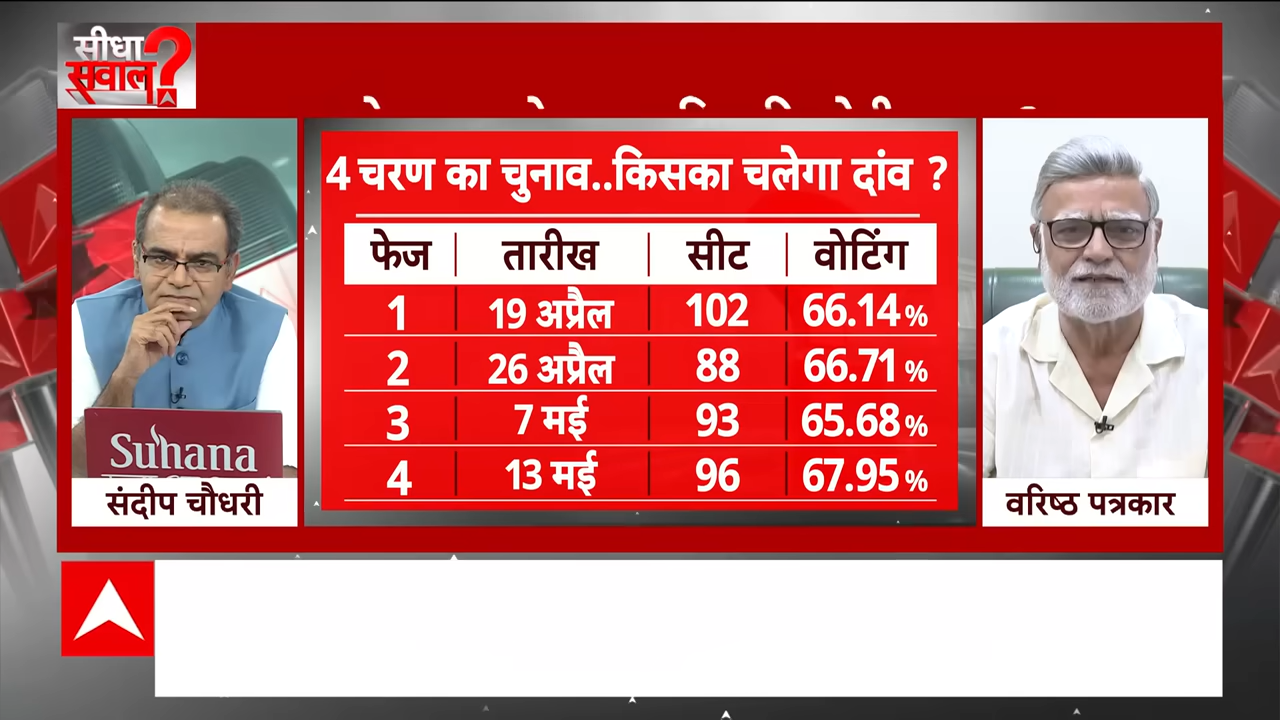 सीधा
सवाल?
4 चरण का चुनाव..किसका चलेगा दांव ?
फेज तारीख सीट वोटिंग
1 19 अप्रैल 102 66.14%
2 26 अप्रैल 88 66.71%
3 7 मई 93 65.68%
4 13 मई 96 67.95%
Suhana
संदीप चौधरी
वरिष्ठ पत्रकार